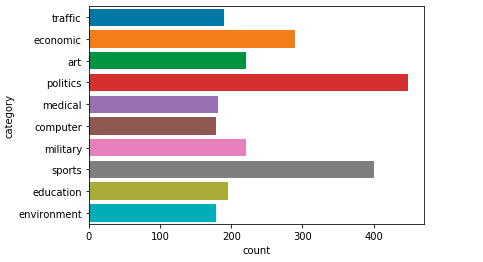 traffic
economic
art
politics
medical
computer
military
sports
education
environment
category
0 100 200 300 400
count